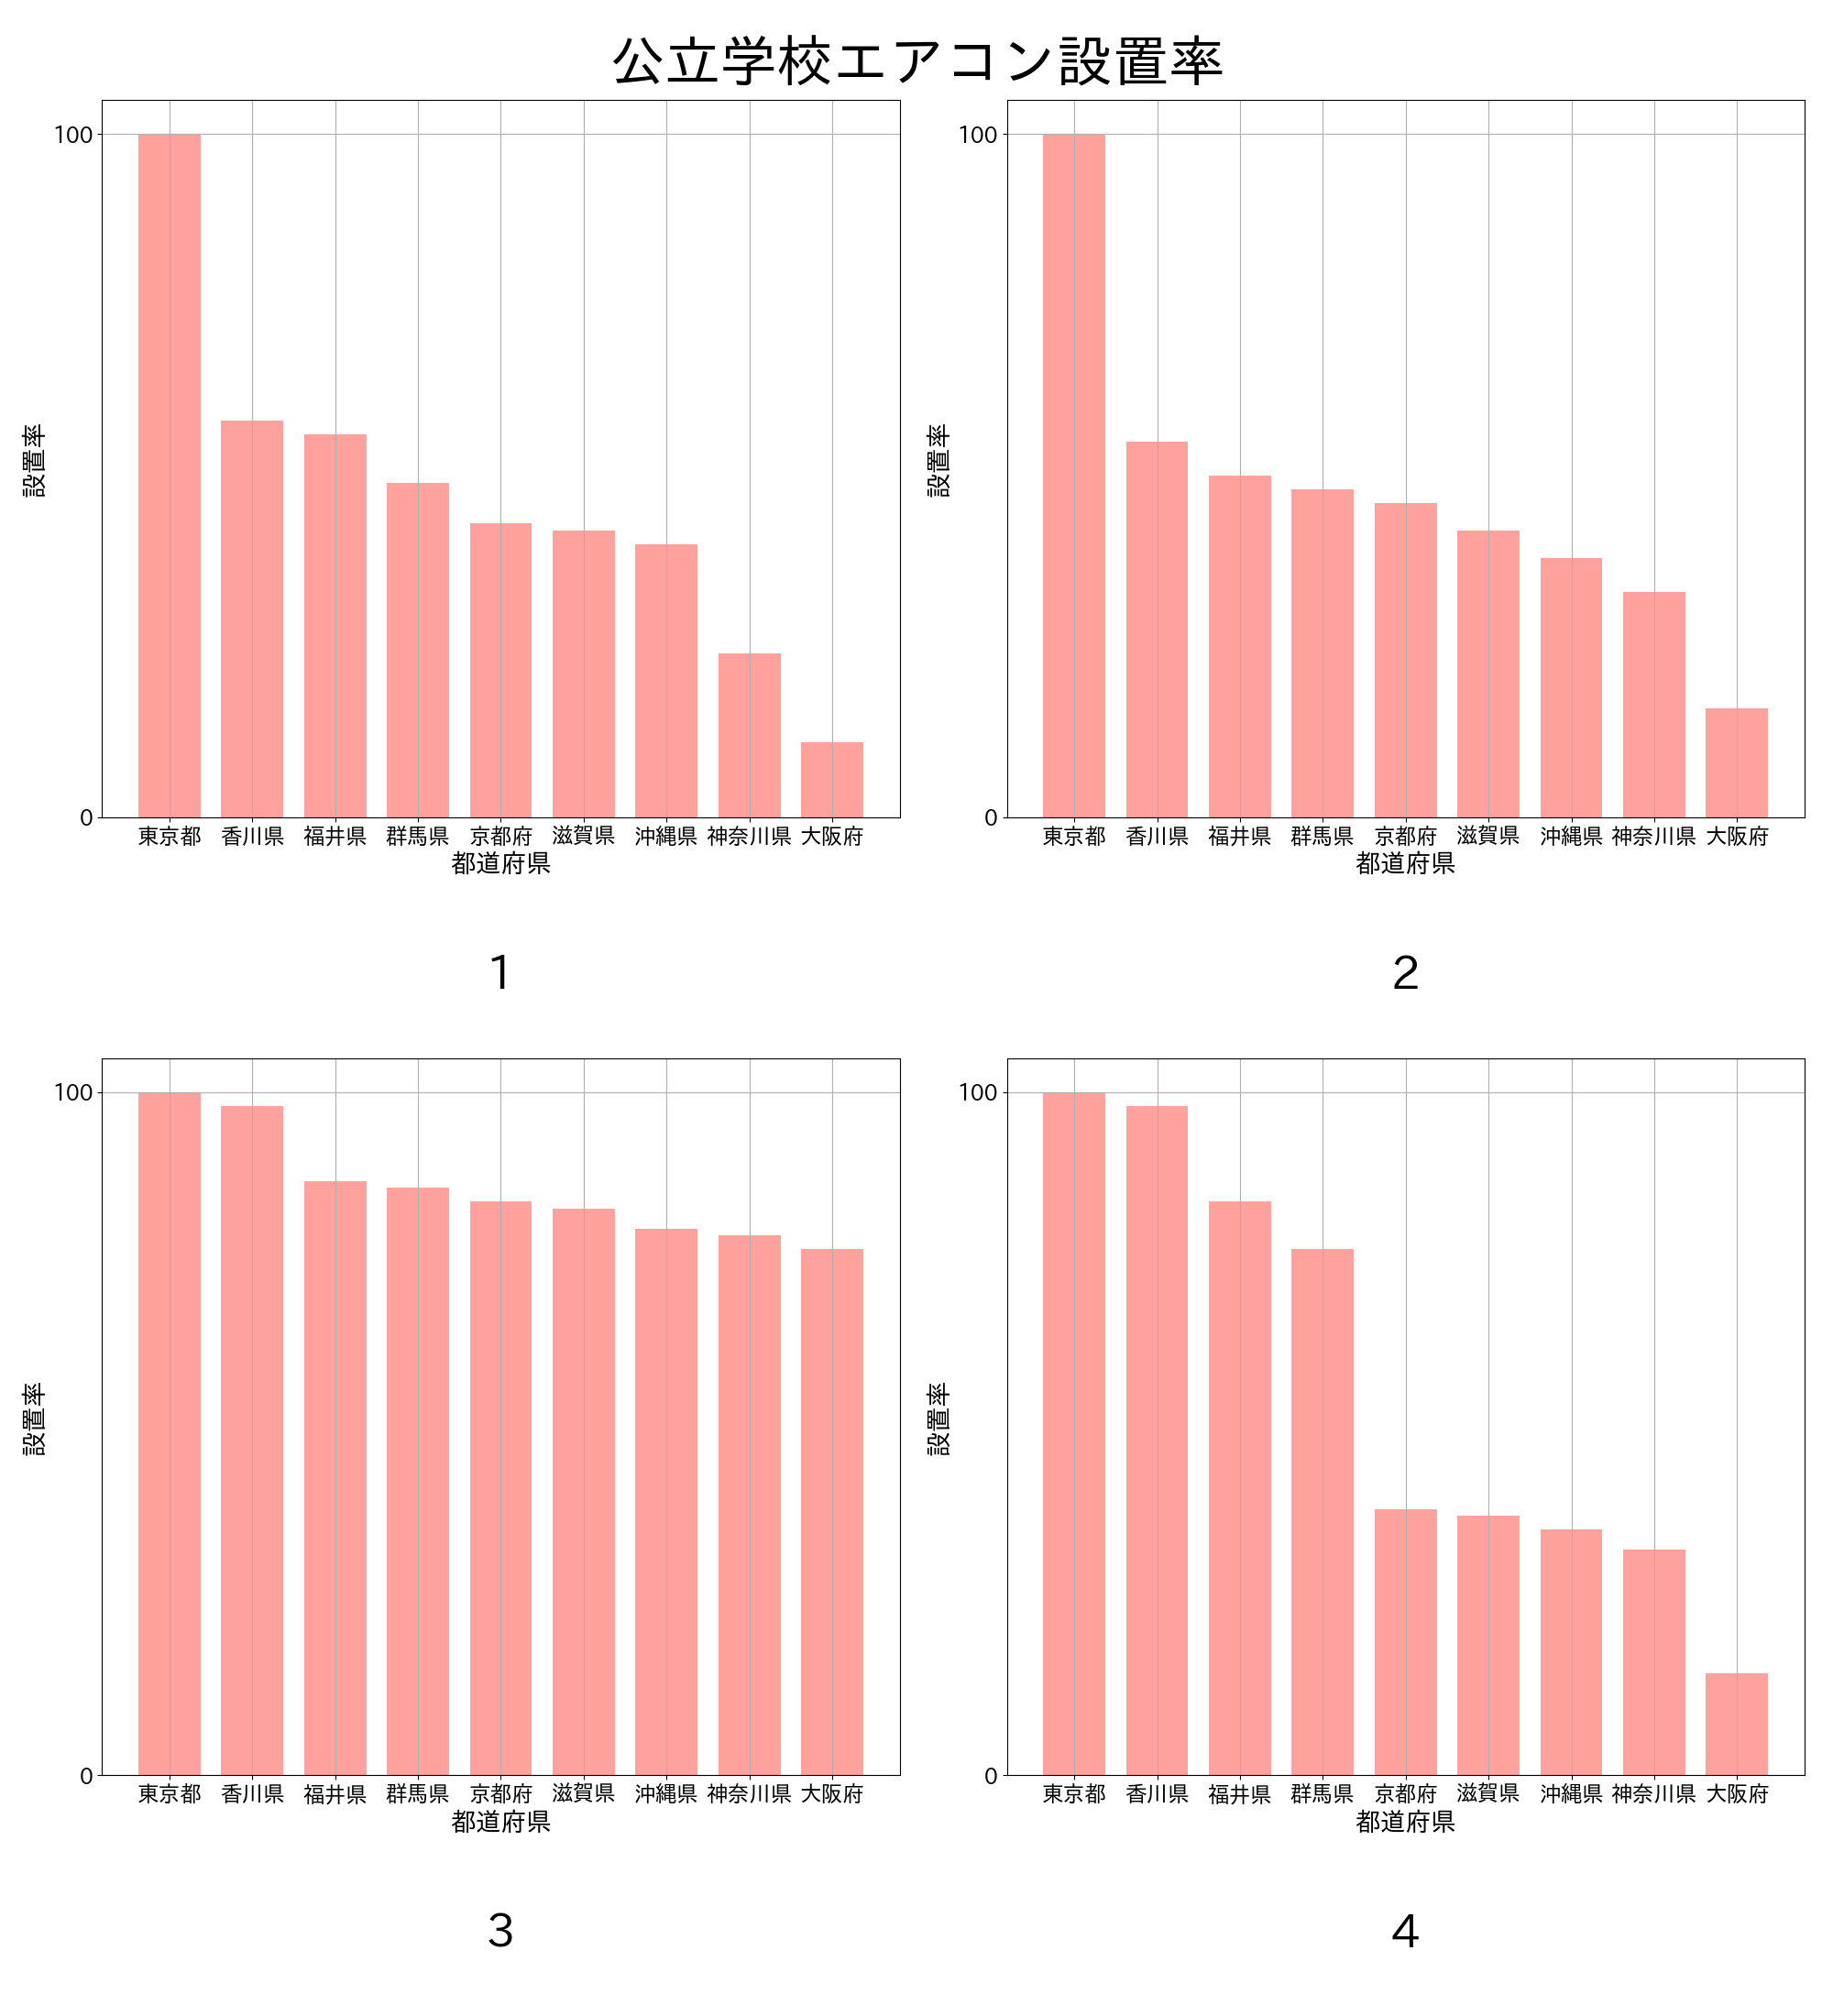 公立学校エアコン設置率
100
設置率
0
東京都 香川県 福井県 群馬県 京都府 滋賀県 沖縄県 神奈川県 大阪府
都道府県
1
100
設置率
0
東京都 香川県 福井県 群馬県 京都府 滋賀県 沖縄県 神奈川県 大阪府
都道府県
2
100
設置率
0
東京都 香川県 福井県 群馬県 京都府 滋賀県 沖縄県 神奈川県 大阪府
都道府県
3
100
設置率
0
東京都 香川県 福井県 群馬県 京都府 滋賀県 沖縄県 神奈川県 大阪府
都道府県
4